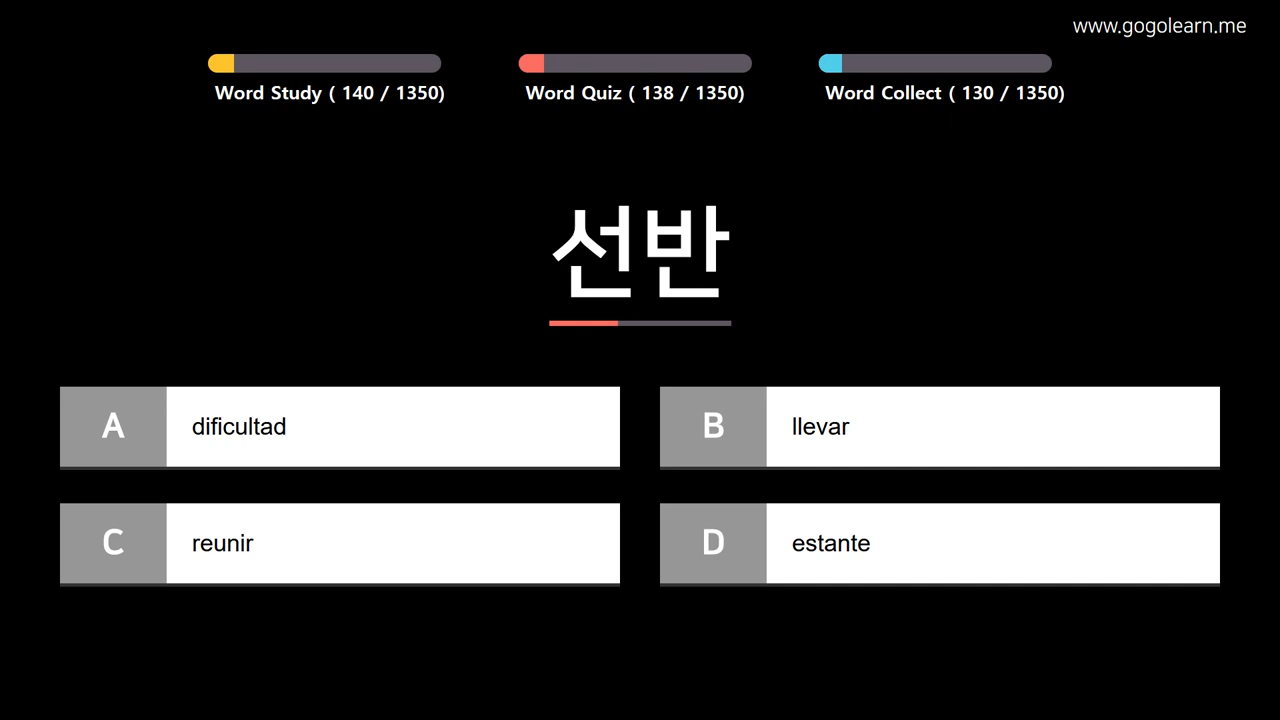 www.gogolearn.me
Word Study ( 140 / 1350)
Word Quiz ( 138 / 1350)
Word Collect ( 130 / 1350)
선반
A dificultad
B llevar
C reunir
D estante